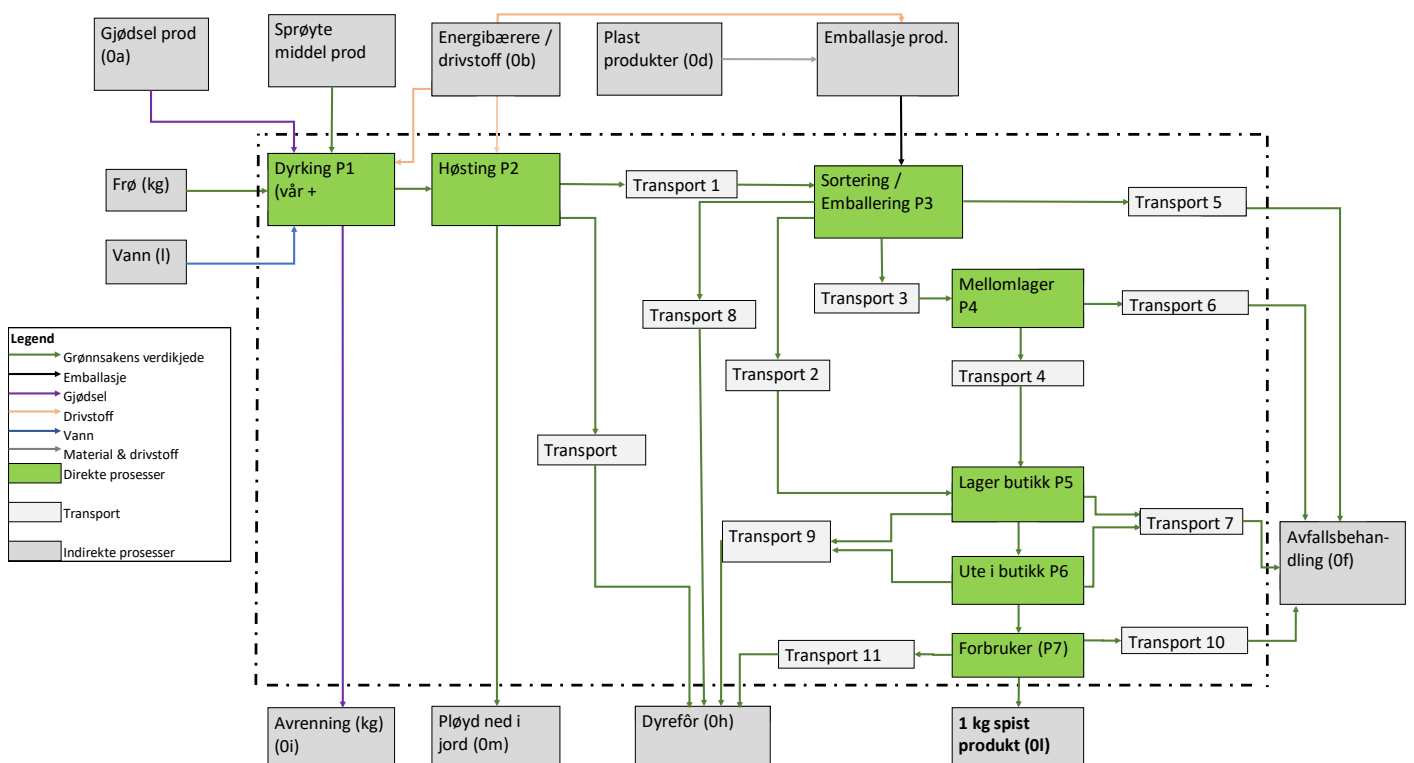 Gjødsel prod
(0a)
Sprøyte
middel prod
Energibærere /
drivstoff (0b)
Plast
produkter (0d)
Emballasje prod.
Frø (kg)
Vann (l)
Dyrking P1
(vår +
Høsting P2
Transport 1
Sortering /
Emballering P3
Transport 5
Transport 3
Mellomlager
P4
Transport 6
Transport 8
Transport 2
Transport 4
Legend
Grønnsakens verdikjede
Emballasje
Gjødsel
Drivstoff
Vann
Material & drivstoff
Direkte prosesser
Transport
Indirekte prosesser
Transport
Lager butikk P5
Transport 7
Transport 9
Ute i butikk P6
Avfallsbehan-
dling (0f)
Transport 11
Forbruker (P7)
Transport 10
Avrenning (kg)
(0i)
Pløyd ned i
jord (0m)
Dyrefôr (0h)
1 kg spist
produkt (0l)